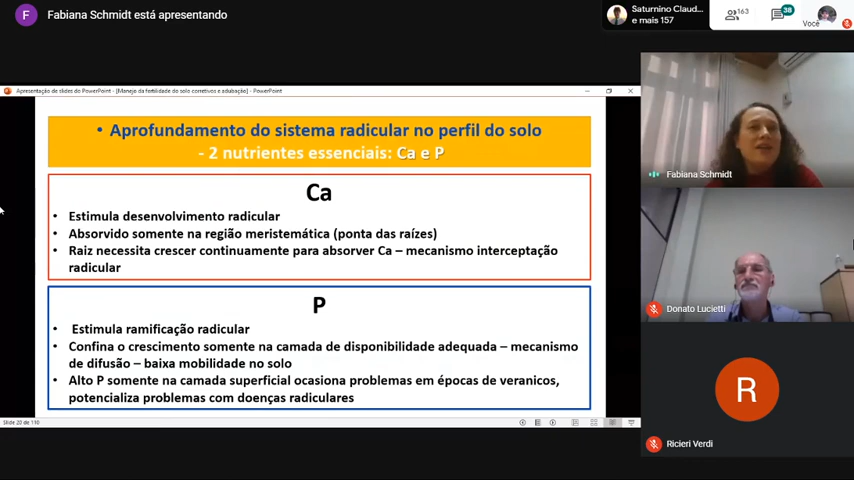 F
Fabiana Schmidt está apresentando
Saturnino Claud...
e mais 157
163
38
Você
Apresentação de slides do PowerPoint - [Manejo da fertilidade do solo corretivos e adubação] - PowerPoint
• Aprofundamento do sistema radicular no perfil do solo
- 2 nutrientes essenciais: Ca e P
Ca
• Estimula desenvolvimento radicular
• Absorvido somente na região meristemática (ponta das raízes)
• Raiz necessita crescer continuamente para absorver Ca – mecanismo interceptação
radicular
P
• Estimula ramificação radicular
• Confina o crescimento somente na camada de disponibilidade adequada – mecanismo
de difusão – baixa mobilidade no solo
• Alto P somente na camada superficial ocasiona problemas em épocas de veranicos,
potencializa problemas com doenças radiculares
Slide 20 de 110
Fabiana Schmidt
Donato Lucietti
R
Ricieri Verdi